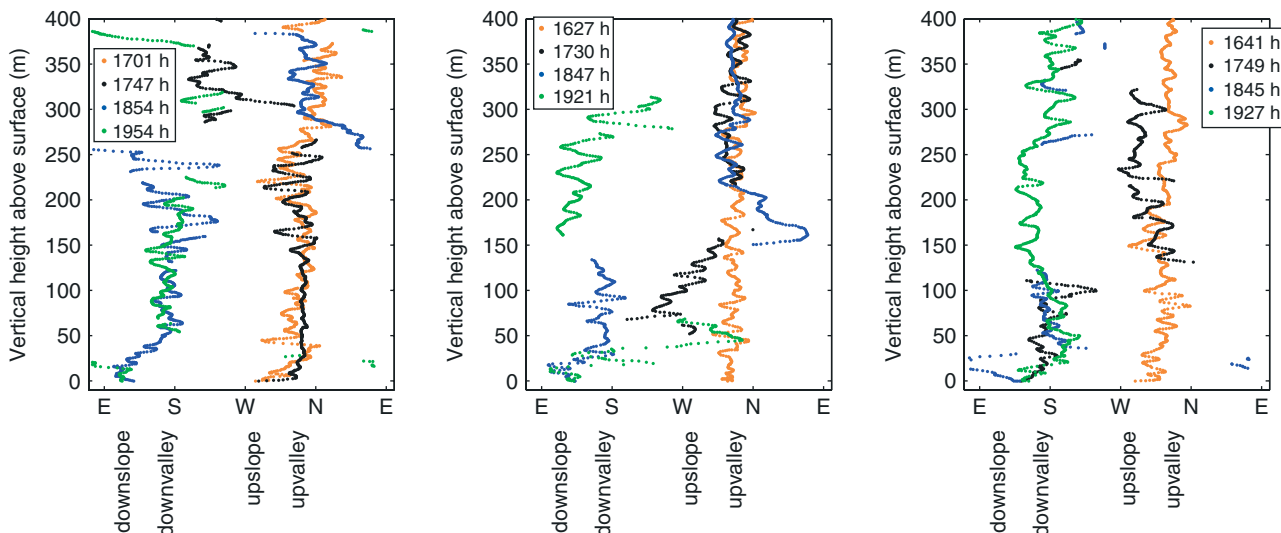 Vertical height above surface (m)
400
350
300
250
200
150
100
50
0
1701 h
1747 h
1854 h
1954 h
E
S
W
N
E
downslope
downvalley
upslope
upvalley
Vertical height above surface (m)
400
350
300
250
200
150
100
50
0
1627 h
1730 h
1847 h
1921 h
E
S
W
N
E
downslope
downvalley
upslope
upvalley
Vertical height above surface (m)
400
350
300
250
200
150
100
50
0
1641 h
1749 h
1845 h
1927 h
E
S
W
N
E
downslope
downvalley
upslope
upvalley